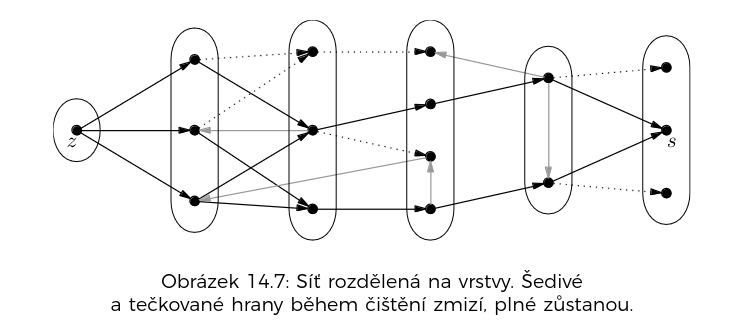 z
s
Obrázek 14.7: Síť rozdělená na vrstvy. Šedivé
a tečkované hrany během čištění zmizí, plné zůstanou.